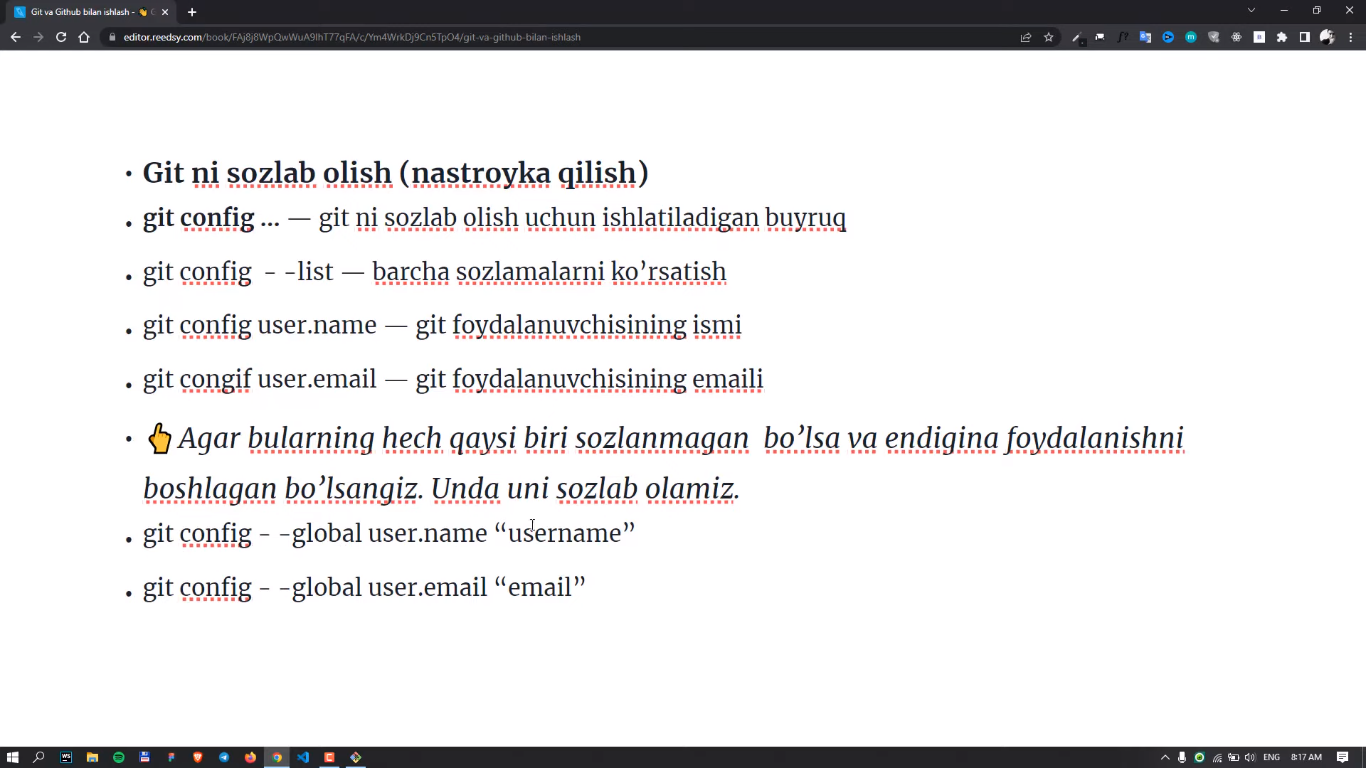 Git va Github bilan ishlash -
editor.reedsy.com/book/FAj8j8WpQwWuA9IhT77qFA/c/Ym4WrkDj9Cn5TpO4/git-va-github-bilan-ishlash
• Git ni sozlab olish (nastroyka qilish)
• git config ... — git ni sozlab olish uchun ishlatiladigan buyruq
• git config - -list — barcha sozlamalarni ko’rsatish
• git config user.name — git foydalanuvchisining ismi
• git congif user.email — git foydalanuvchisining emaili
• 👆Agar bularning hech qaysi biri sozlanmagan bo’lsa va endigina foydalanishni
boshlagan bo’lsangiz. Unda uni sozlab olamiz.
• git config - -global user.name “username”
• git config - -global user.email “email”
ENG 8:17 AM